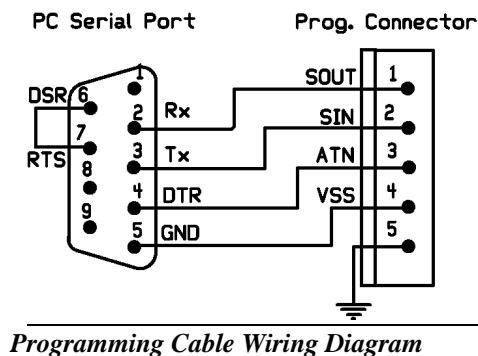 PC Serial Port
Prog. Connector
1
DSR 6
2 Rx
7
RTS
3 Tx
8
4 DTR
9
5 GND
SOUT 1
SIN 2
ATN 3
VSS 4
5
Programming Cable Wiring Diagram